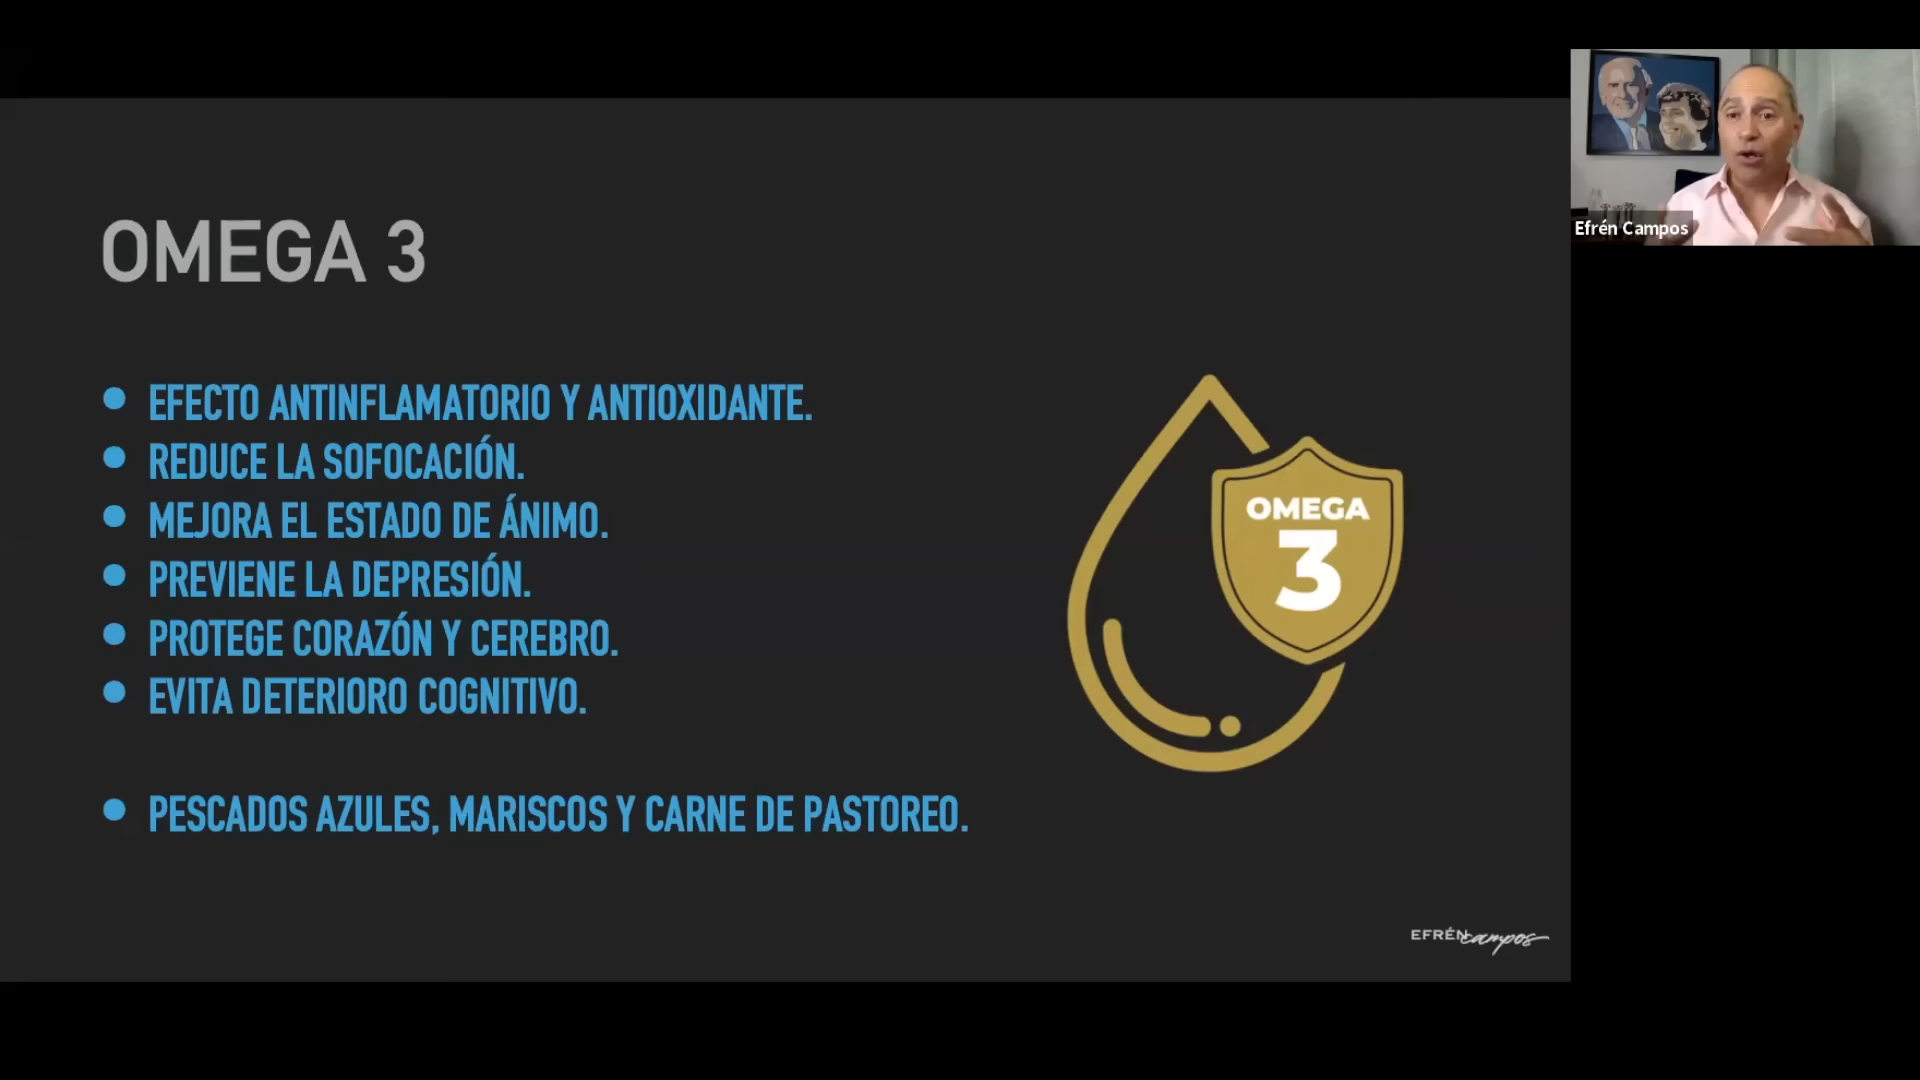 OMEGA 3
EFECTO ANTINFLAMATORIO Y ANTIOXIDANTE.
REDUCE LA SOFOCACIÓN.
MEJORA EL ESTADO DE ÁNIMO.
PREVIENE LA DEPRESIÓN.
PROTEGE CORAZÓN Y CEREBRO.
EVITA DETERIORO COGNITIVO.
PESCADOS AZULES, MARISCOS Y CARNE DE PASTOREO.
OMEGA
3
EFRÉN campos
Efrén Campos